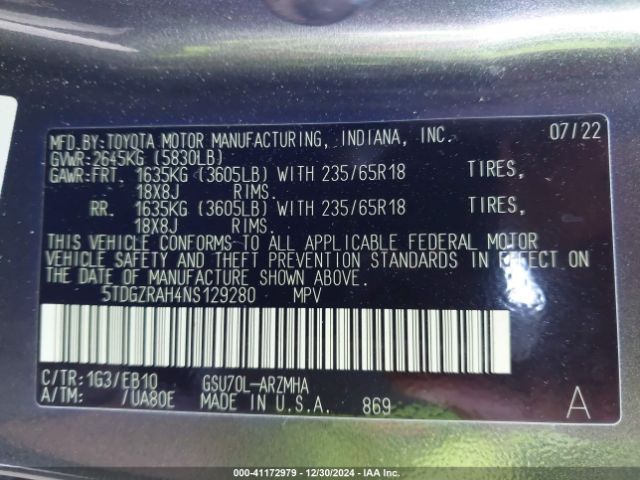 MFD.BY:TOYOTA MOTOR MANUFACTURING, INDIANA, INC. 07/22
GVWR:2645KG (5830LB)
GAWR:FRT. 1635KG (3605LB) WITH 235/65R18 TIRES,
18X8J RIMS.
RR. 1635KG (3605LB) WITH 235/65R18 TIRES,
18X8J RIMS.
THIS VEHICLE CONFORMS TO ALL APPLICABLE FEDERAL MOTOR
VEHICLE SAFETY AND THEFT PREVENTION STANDARDS IN EFFECT ON
THE DATE OF MANUFACTURE SHOWN ABOVE.
5TDGZRAH4NS129280 MPV
C/TR:1G3/EB10 GSU70L-ARZMHA
A/TM: /UA80E MADE IN U.S.A. 869 A
000-41172979 • 12/30/2024 • IAA Inc.